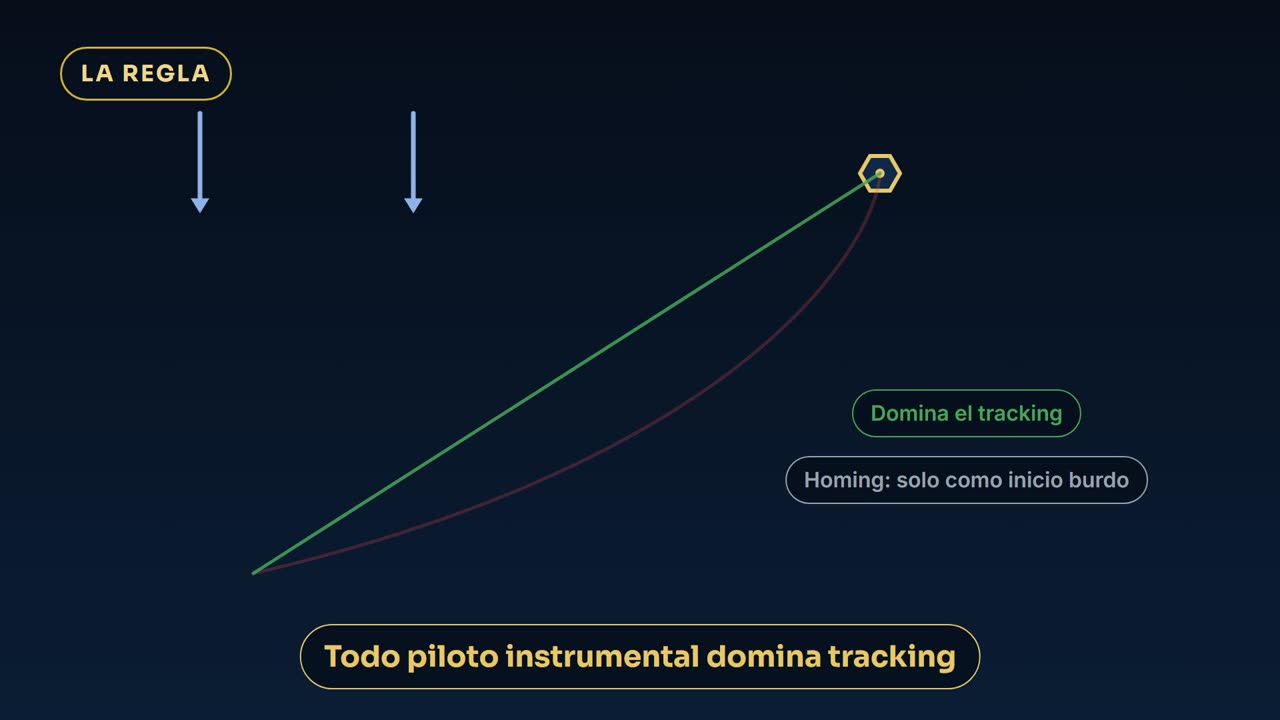 LA REGLA
Domina el tracking
Homing: solo como inicio burdo
Todo piloto instrumental domina tracking